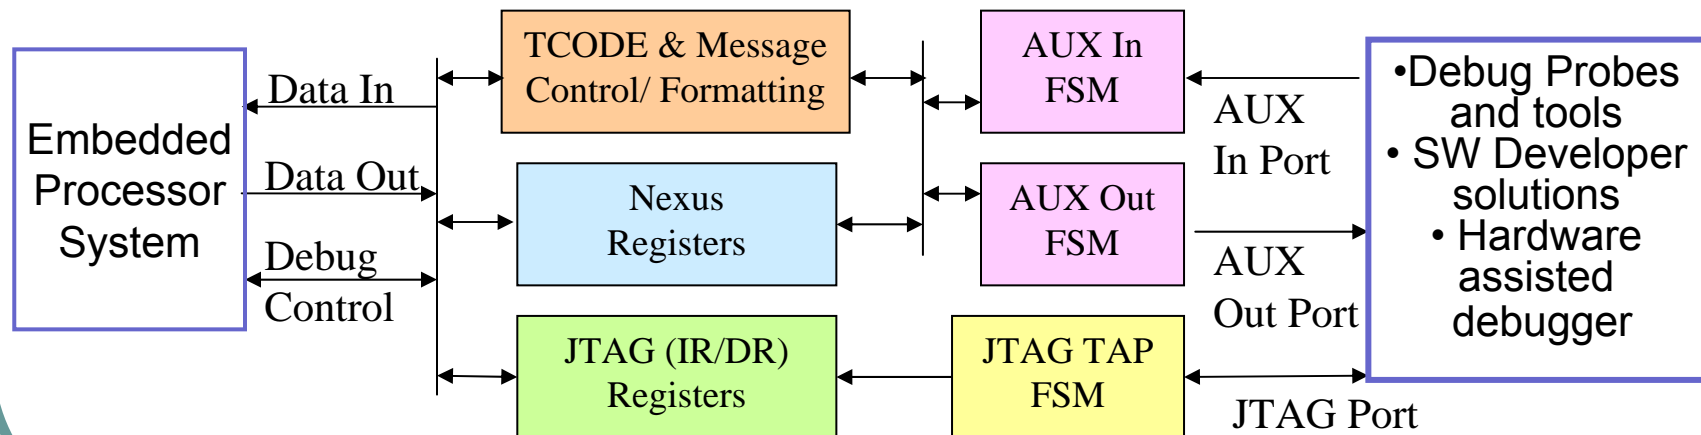 Embedded
Processor
System
Data In
Data Out
Debug
Control
TCODE & Message
Control/ Formatting
Nexus
Registers
JTAG (IR/DR)
Registers
AUX In
FSM
AUX Out
FSM
JTAG TAP
FSM
AUX
In Port
AUX
Out Port
JTAG Port
•Debug Probes
and tools
• SW Developer
solutions
• Hardware
assisted
debugger